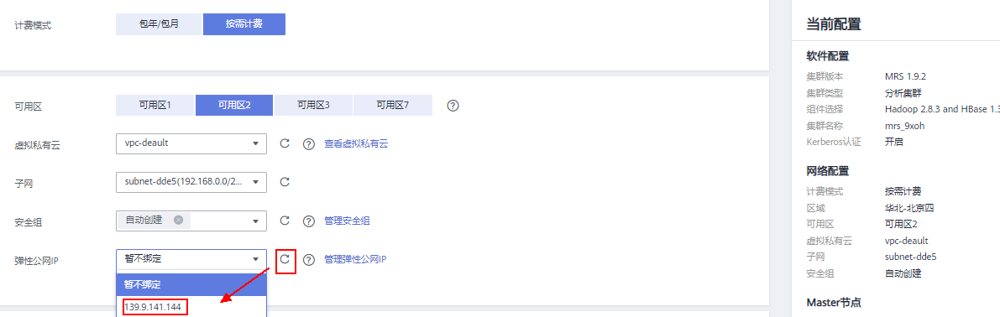 计费模式 包年/包月 按需计费
可用区 可用区1 可用区2 可用区3 可用区7
虚拟私有云 vpc-deault 查看虚拟私有云
子网 subnet-dde5(192.168.0.0/2...
安全组 自动创建 管理安全组
弹性公网IP 暂不绑定 管理弹性公网IP
暂不绑定
139.9.141.144
当前配置
软件配置
集群版本 MRS 1.9.2
集群类型 分析集群
组件选择 Hadoop 2.8.3 and HBase 1.3
集群名称 mrs_9xoh
Kerberos认证 开启
网络配置
计费模式 按需计费
区域 华北-北京四
可用区 可用区2
虚拟私有云 vpc-deault
子网 subnet-dde5
安全组 自动创建
Master节点